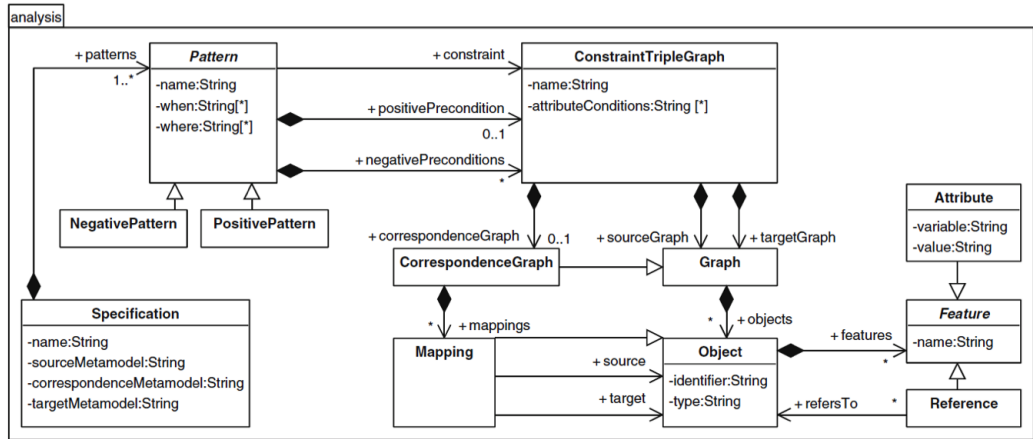 analysis
+ patterns
1..*
Pattern
-name:String
-when:String[*]
-where:String[*]
+ constraint
+ positivePrecondition
0..1
+ negativePreconditions
*
ConstraintTripleGraph
-name:String
-attributeConditions:String [*]
NegativePattern
PositivePattern
Attribute
-variable:String
-value:String
+ correspondenceGraph
0..1
+ sourceGraph
+ targetGraph
CorrespondenceGraph
Graph
Specification
-name:String
-sourceMetamodel:String
-correspondenceMetamodel:String
-targetMetamodel:String
* + mappings
* + objects
Mapping
+ source
+ target
Object
-identifier:String
-type:String
+ features
*
Feature
-name:String
+ refersTo
*
Reference